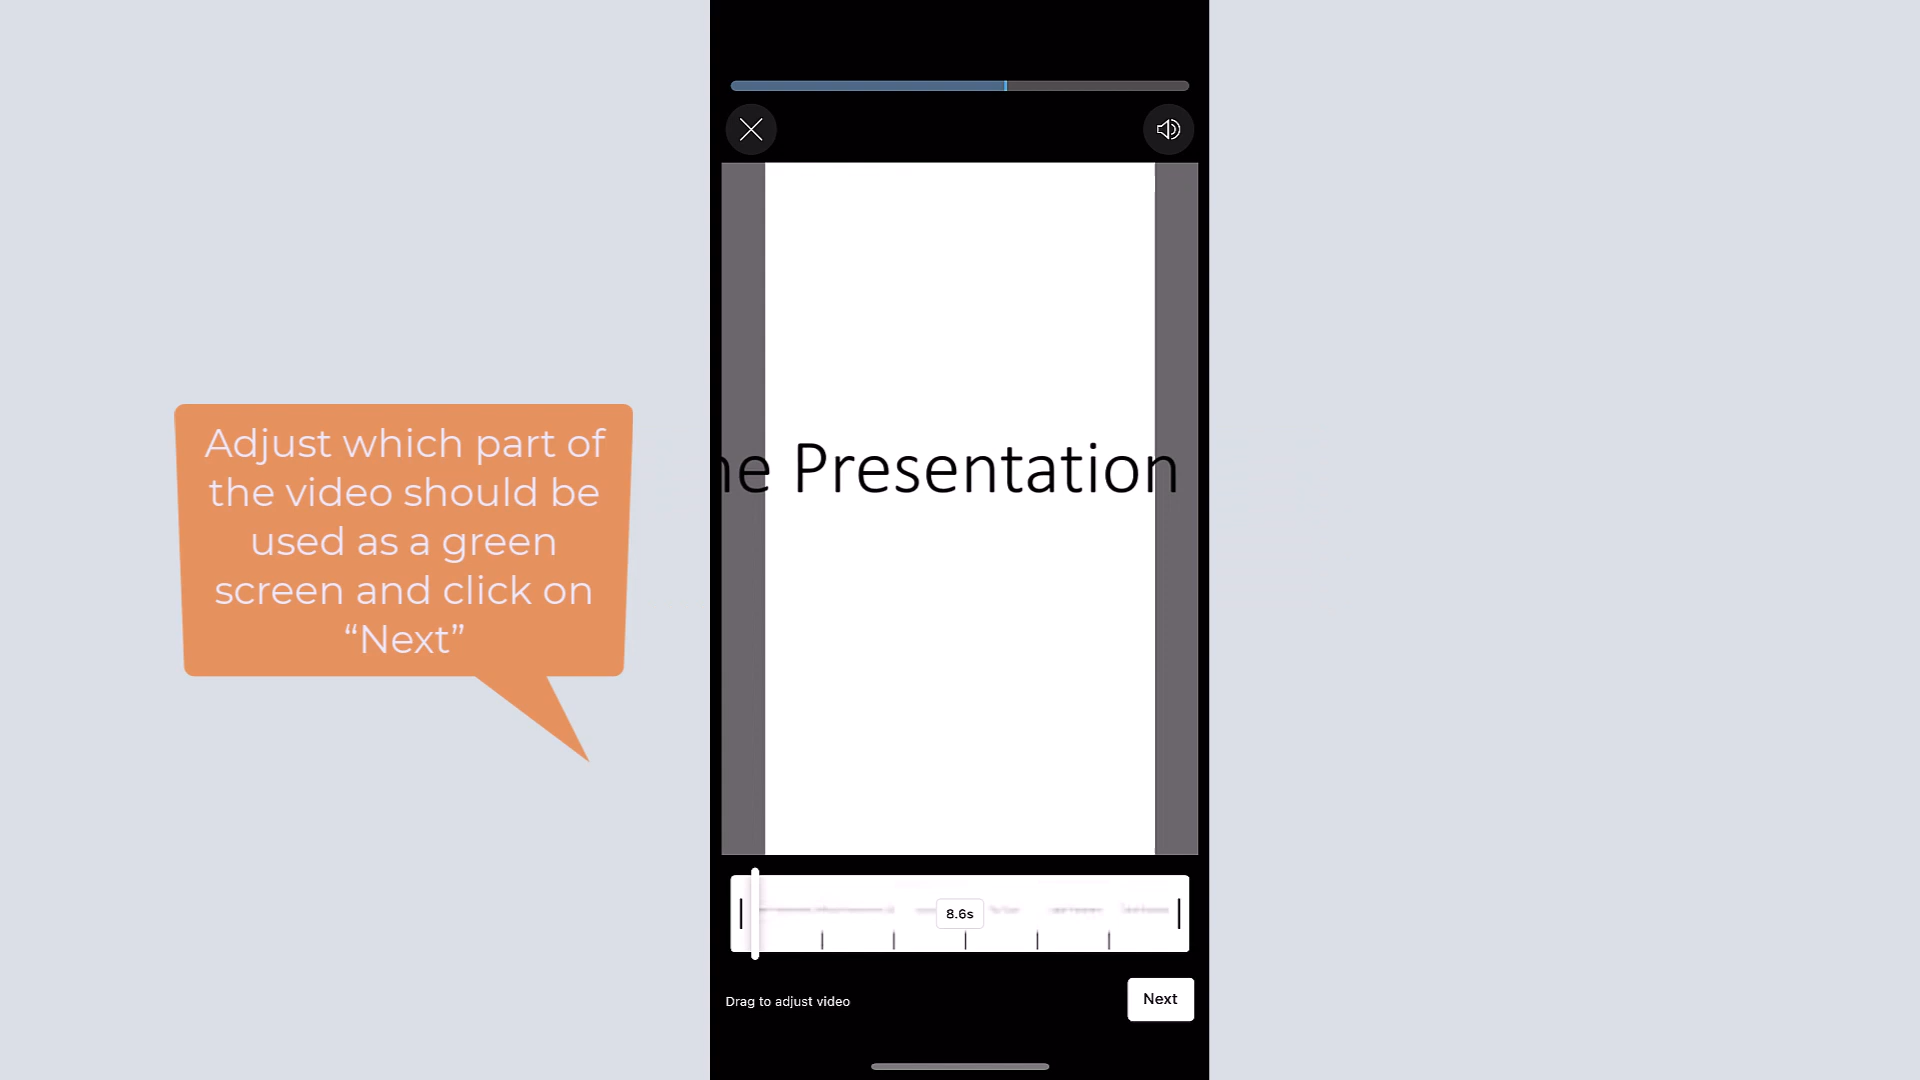 Adjust which part of
the video should be
used as a green
screen and click on
“Next”
ne Presentation
8.6s
Drag to adjust video
Next